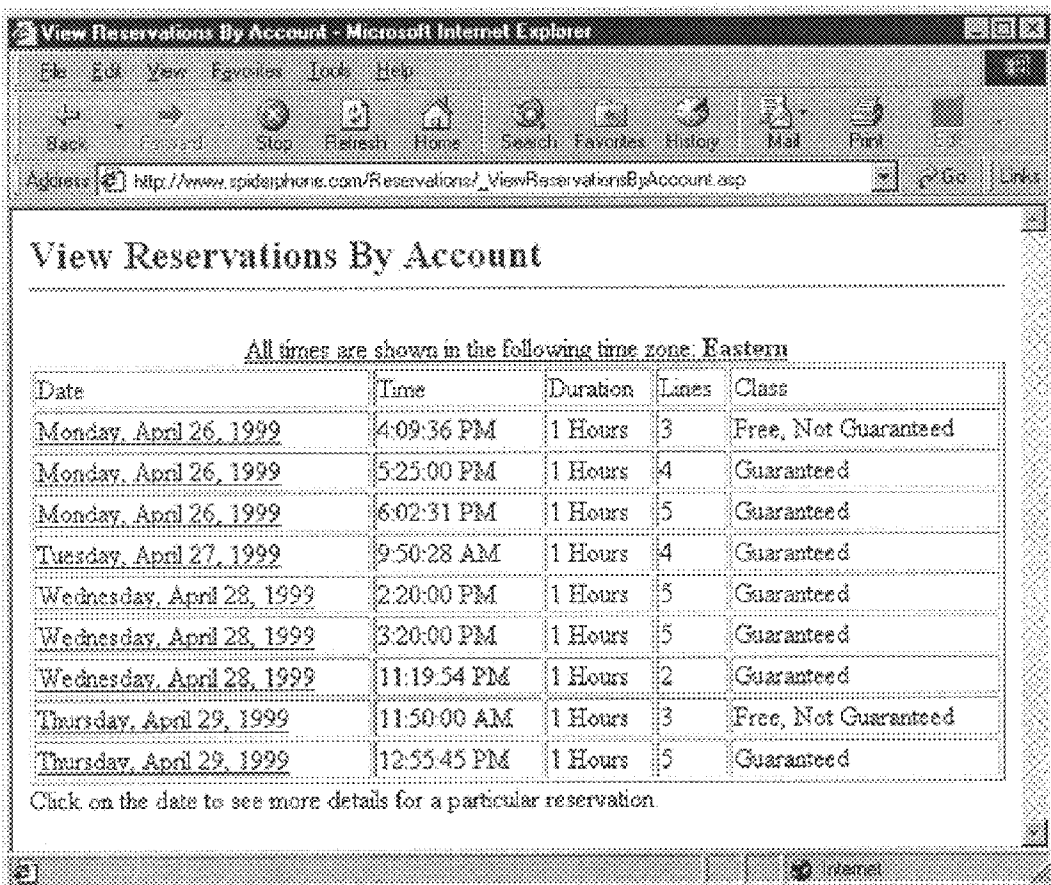 View Reservations By Account - Microsoft Internet Explorer
File Edit View Favorites Tools Help
Back Forward Stop Refresh Home Search Favorites History Mail Print
Address http://www.spiderphone.com/Reservations/_ViewReservationsByAccount.asp Go Links
View Reservations By Account
All times are shown in the following time zone: Eastern
Date Time Duration Lines Class
Monday, April 26, 1999 4:09:36 PM 1 Hours 3 Free, Not Guaranteed
Monday, April 26, 1999 5:25:00 PM 1 Hours 4 Guaranteed
Monday, April 26, 1999 6:02:31 PM 1 Hours 5 Guaranteed
Tuesday, April 27, 1999 9:50:28 AM 1 Hours 4 Guaranteed
Wednesday, April 28, 1999 2:20:00 PM 1 Hours 5 Guaranteed
Wednesday, April 28, 1999 3:20:00 PM 1 Hours 5 Guaranteed
Wednesday, April 28, 1999 11:19:54 PM 1 Hours 2 Guaranteed
Thursday, April 29, 1999 11:50:00 AM 1 Hours 3 Free, Not Guaranteed
Thursday, April 29, 1999 12:55:45 PM 1 Hours 5 Guaranteed
Click on the date to see more details for a particular reservation.
Internet